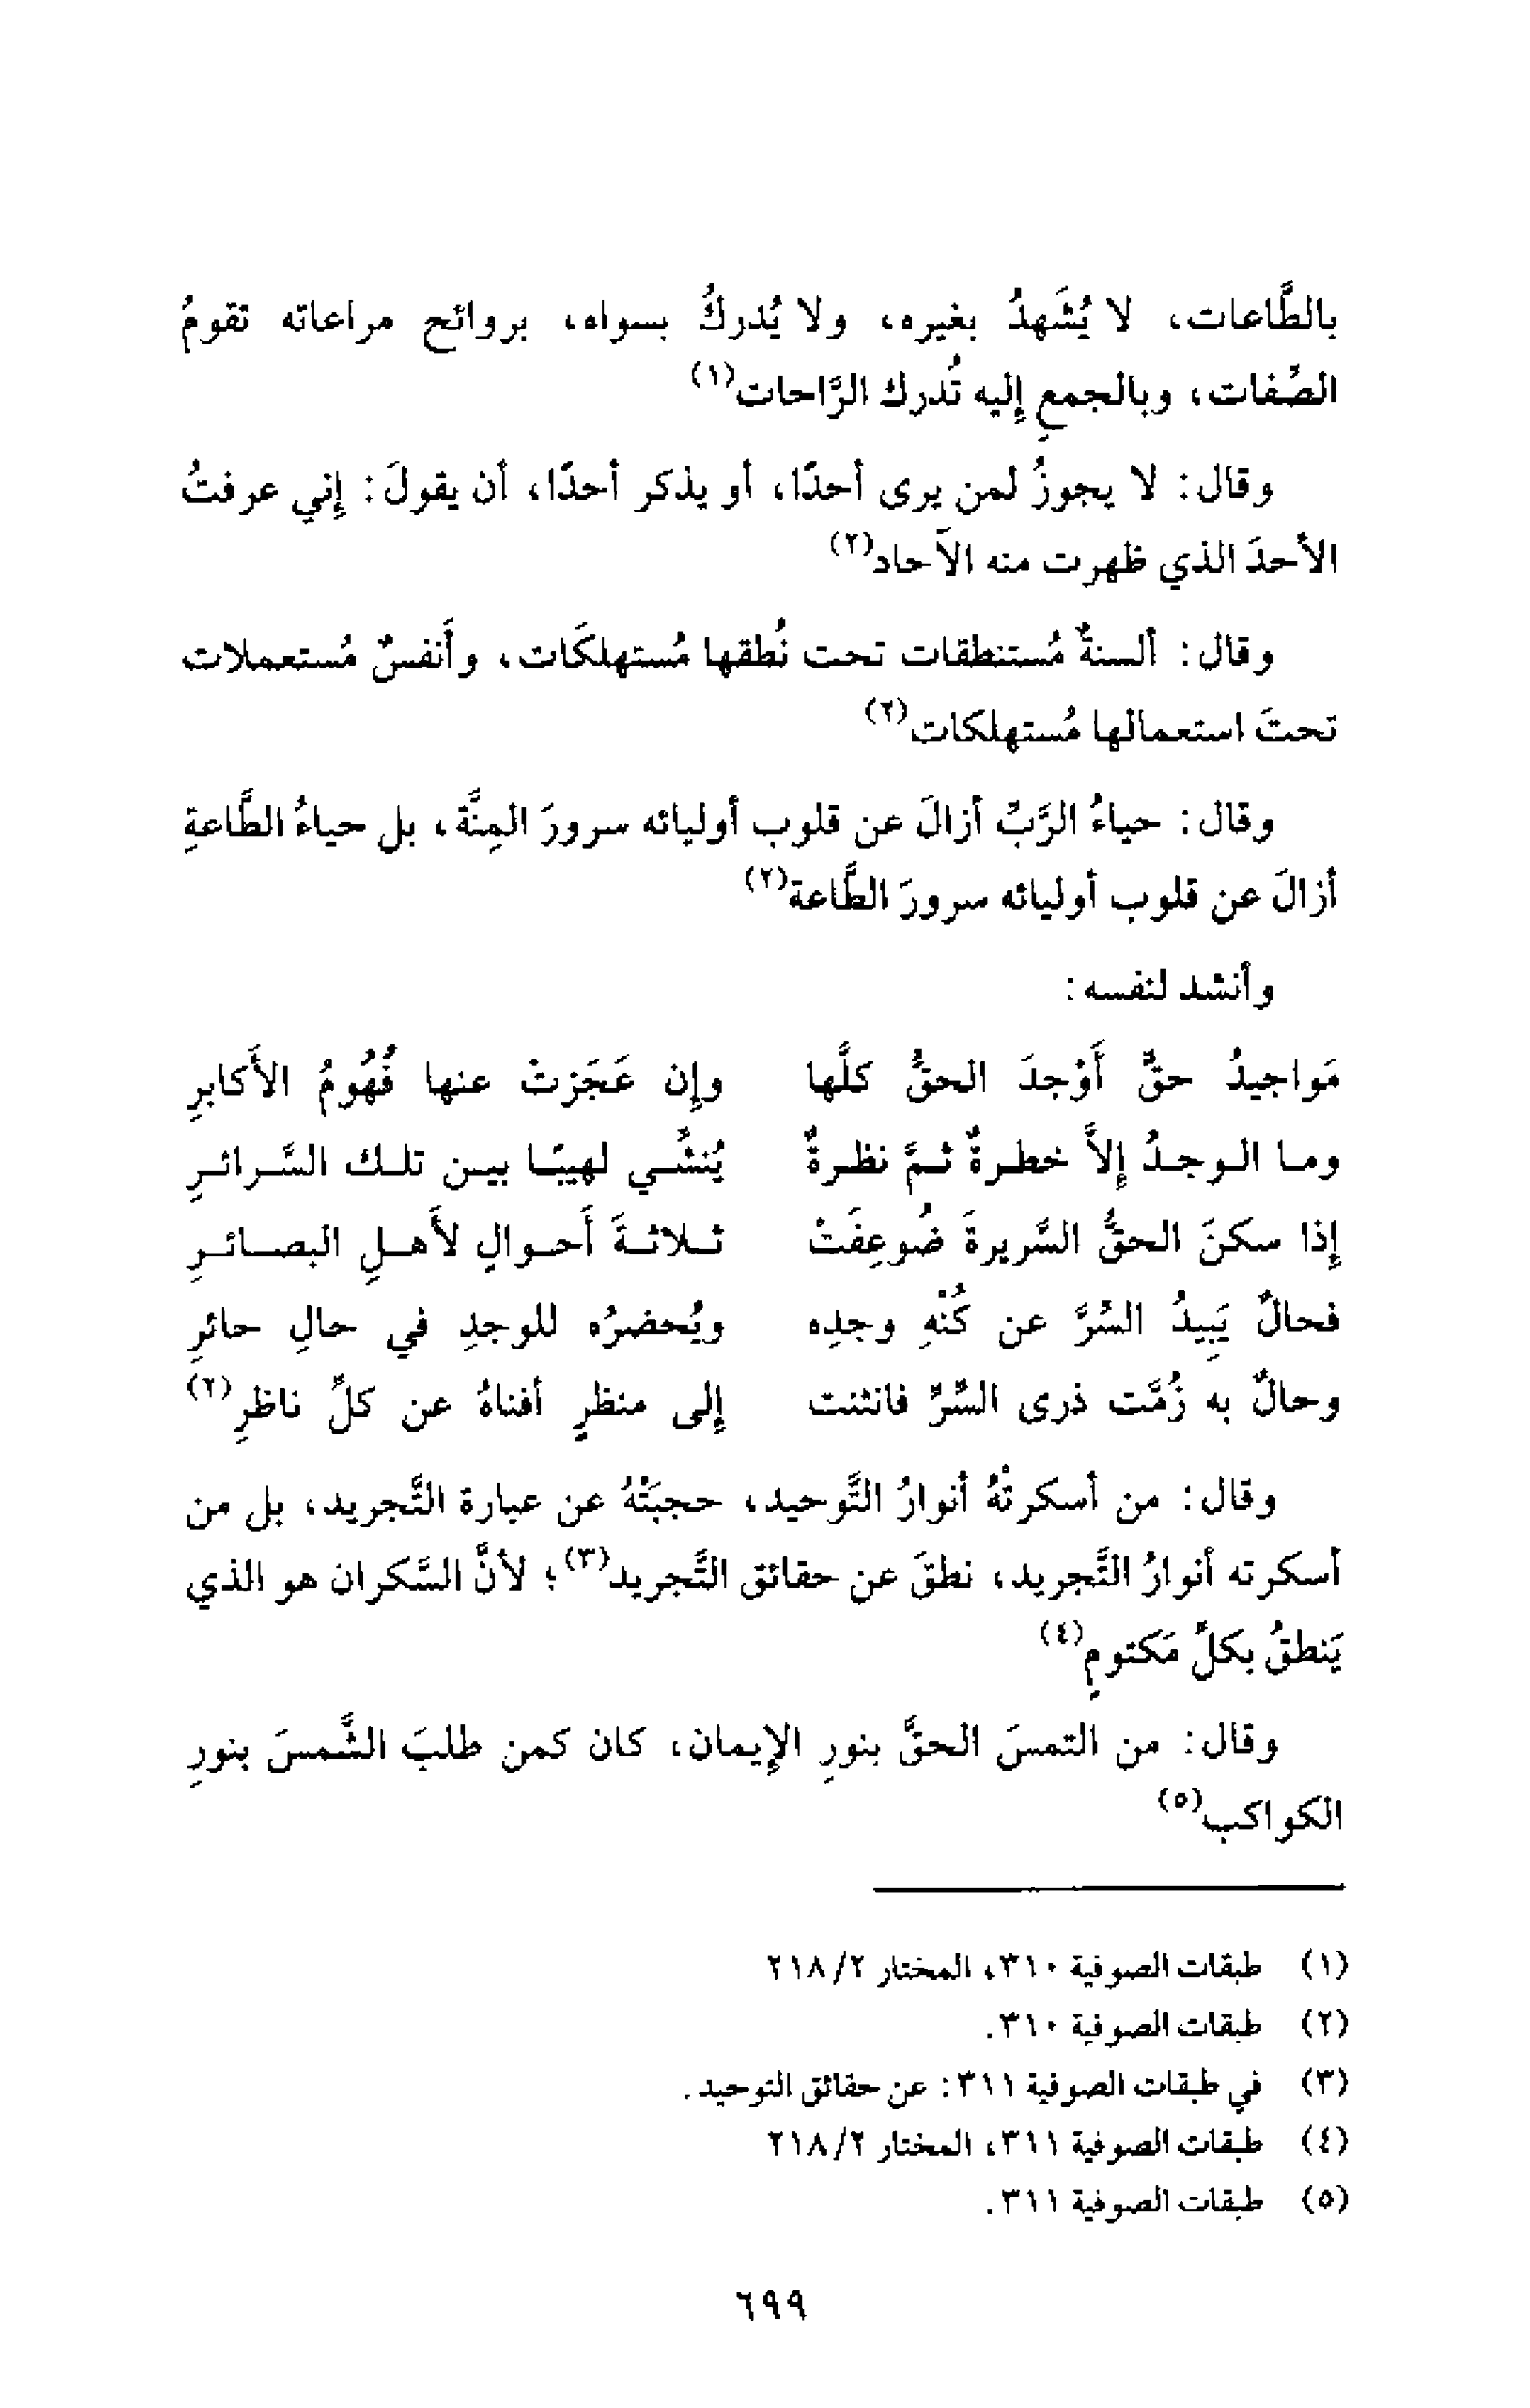 بالطَّاعات، لا يُشَهدُ بغيره، ولا يُدركُ بسواه، بروائح مراعاته تقومُ
الصِّفات، وبالجمعِ إليه تُدرك الرَّاحات(١)
وقال: لا يجوزُ لمن يرى أحدًا، أو يذكر أحدًا، أن يقولَ: إني عرفتُ
الأحدَ الذي ظهرت منه الآحاد(٢)
وقال: ألسنةٌ مُستنطقات تحت نُطقها مُستهلكَات، وأَنفسٌ مُستعملات
تحتَ استعمالها مُستهلكات(٢)
وقال: حياءُ الرَّبِّ أزالَ عن قلوب أوليائه سرورَ المِنَّة، بل حياءُ الطَّاعةِ
أزالَ عن قلوب أوليائه سرورَ الطَّاعة(٢)
وأنشد لنفسه:
مَواجيدُ حقٍّ أَوْجدَ الحقُّ كلَّها وإن عَجَزتْ عنها فُهُومُ الأَكابرِ
وما الوجدُ إلاَّ خطرةٌ ثمَّ نظرةٌ يُنشِّي لهيبًا بين تلك السَّرائرِ
إذا سكنَ الحقُّ السَّريرةَ ضُوعِفَتْ ثلاثةَ أَحوالٍ لأَهلِ البصائرِ
فحالٌ يَبِيدُ السِّرَّ عن كُنْهِ وجدِه ويُحضرُه للوجدِ في حالِ حائرِ
وحالٌ به زُمَّت ذرى السِّرِّ فانثنت إلى منظرٍ أفناهُ عن كلِّ ناظرِ(٢)
وقال: من أسكرتْهُ أنوارُ التَّوحيد، حجبَتْهُ عن عبارة التَّجريد، بل من
أسكرته أنوارُ التَّجريد، نطقَ عن حقائق التَّجريد(٣)؛ لأنَّ السَّكران هو الذي
يَنطقُ بكلِّ مَكتومٍ(٤)
وقال: من التمسَ الحقَّ بنورِ الإيمان، كان كمن طلبَ الشَّمسَ بنورِ
الكواكب(٥)
(١) طبقات الصوفية ٣١٠، المختار ٢/ ٢١٨
(٢) طبقات الصوفية ٣١٠.
(٣) في طبقات الصوفية ٣١١: عن حقائق التوحيد.
(٤) طبقات الصوفية ٣١١، المختار ٢/ ٢١٨
(٥) طبقات الصوفية ٣١١.
٦٩٩